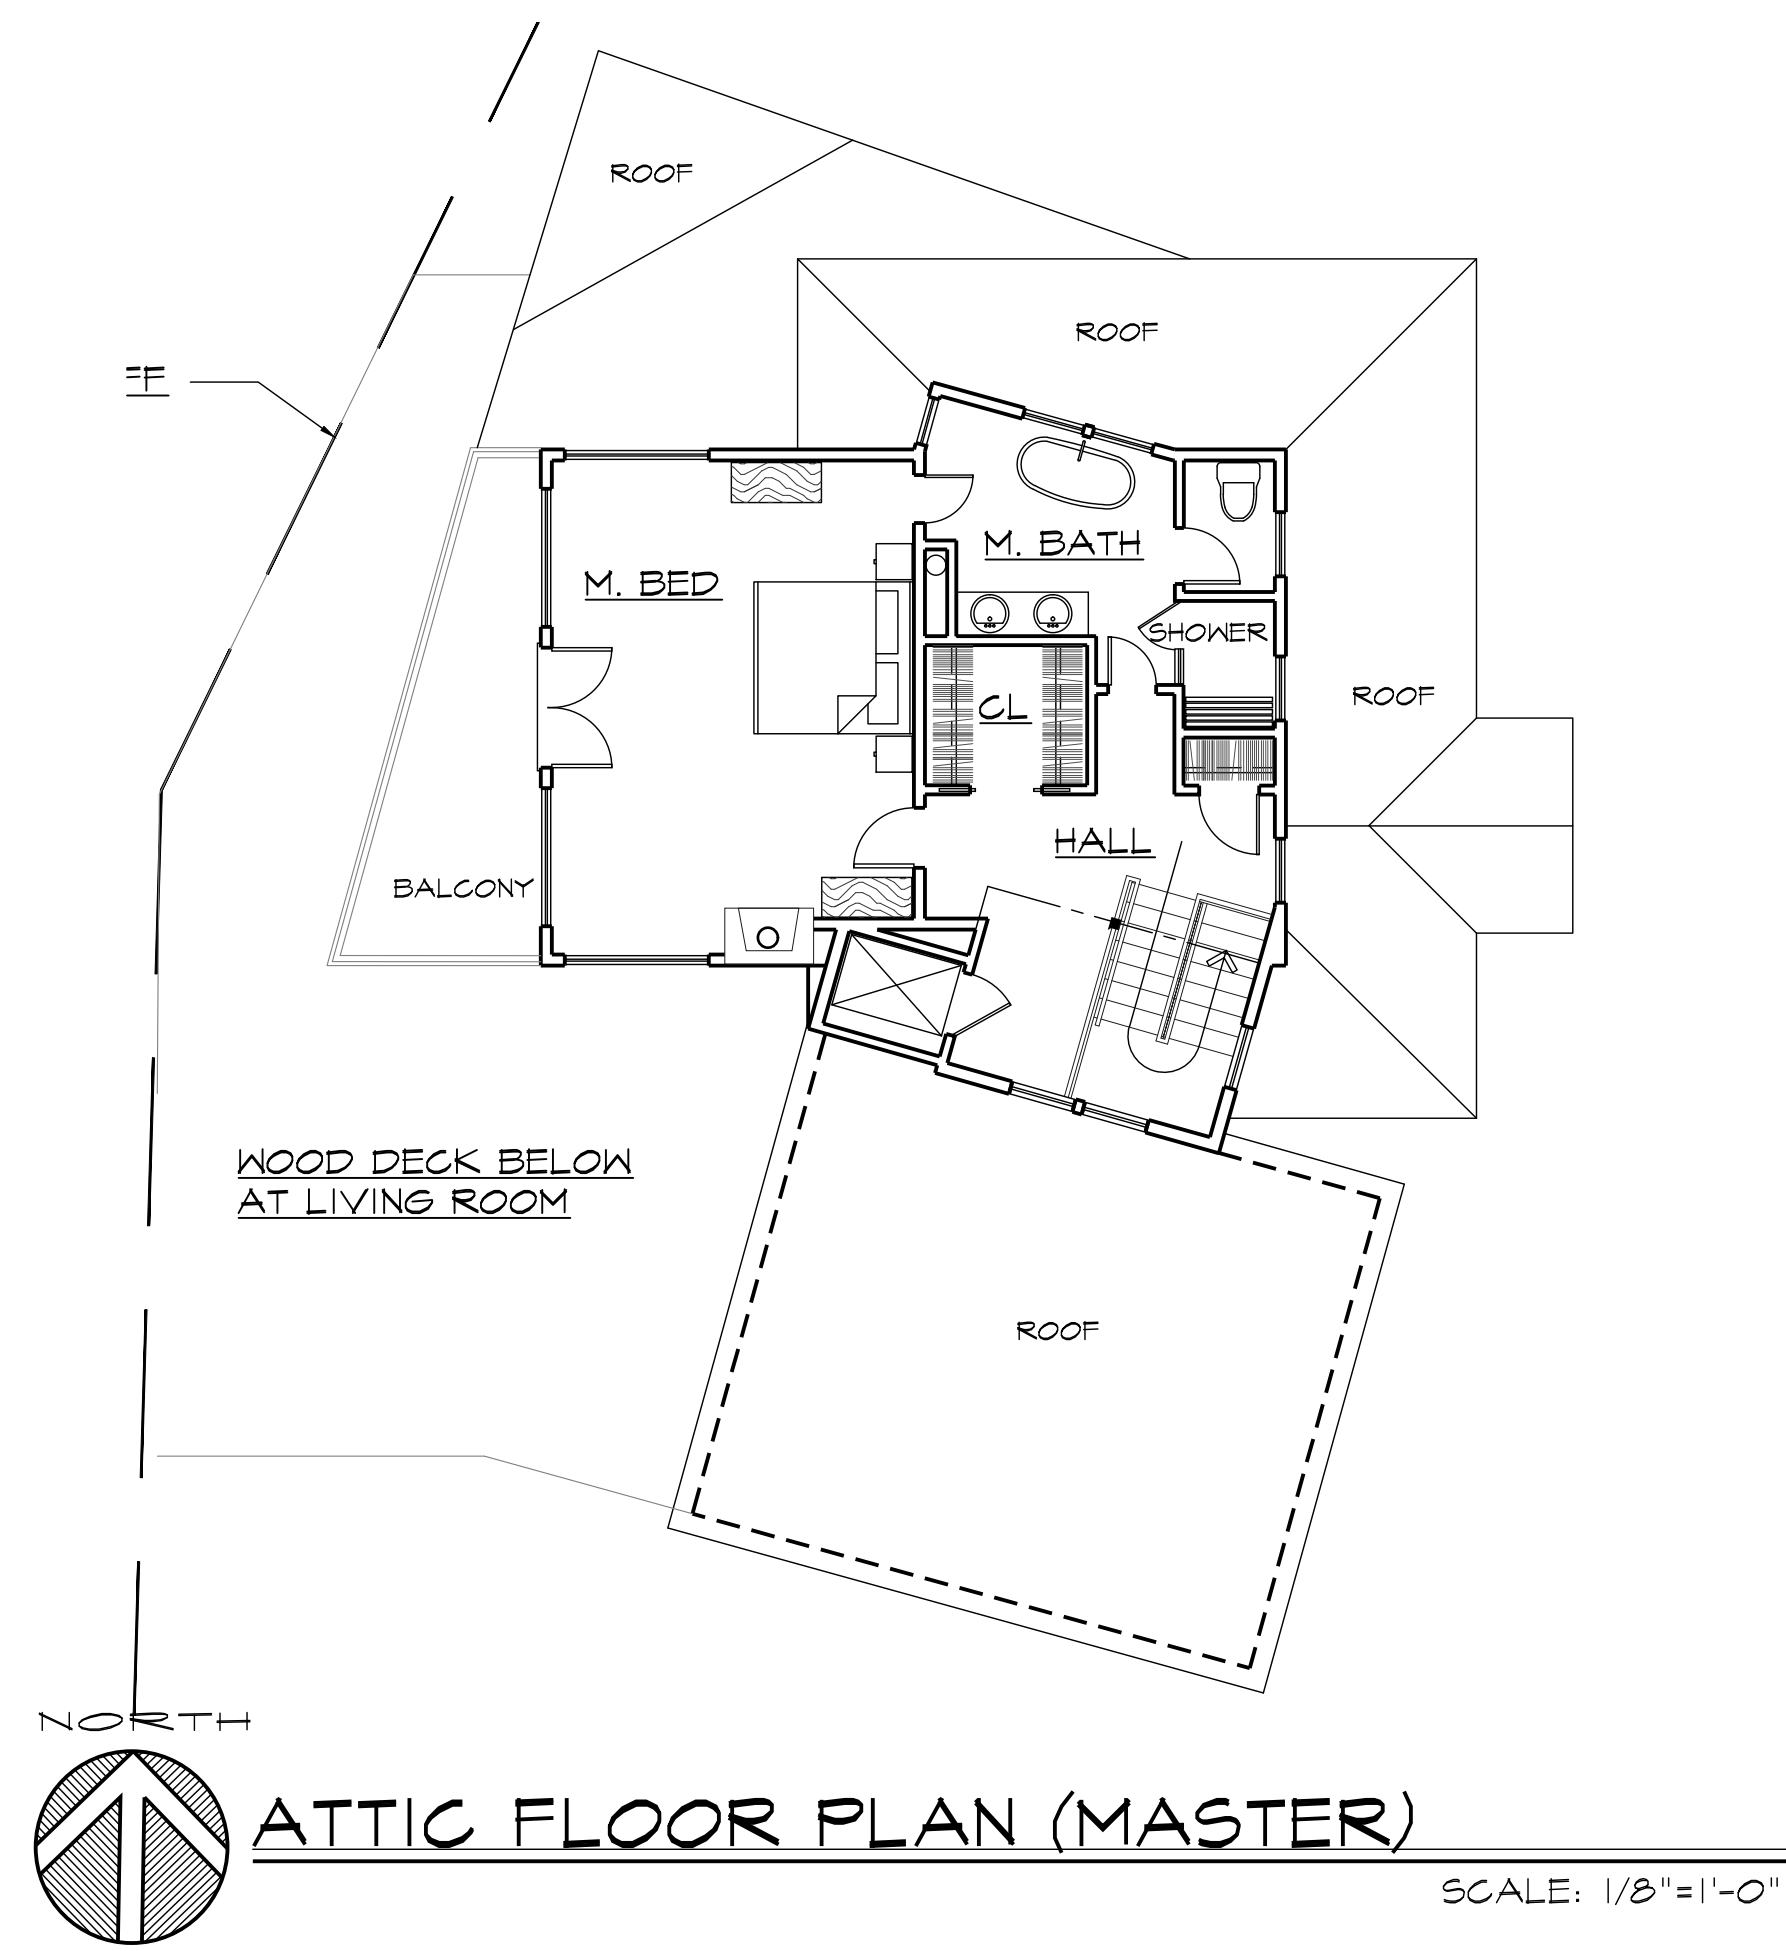 ROOF
ROOF
FF
M. BATH
M. BED
SHOWER
ROOF
CL
HALL
BALCONY
WOOD DECK BELOW
AT LIVING ROOM
ROOF
NORTH
ATTIC FLOOR PLAN (MASTER)
SCALE: 1/8"=1'-0"